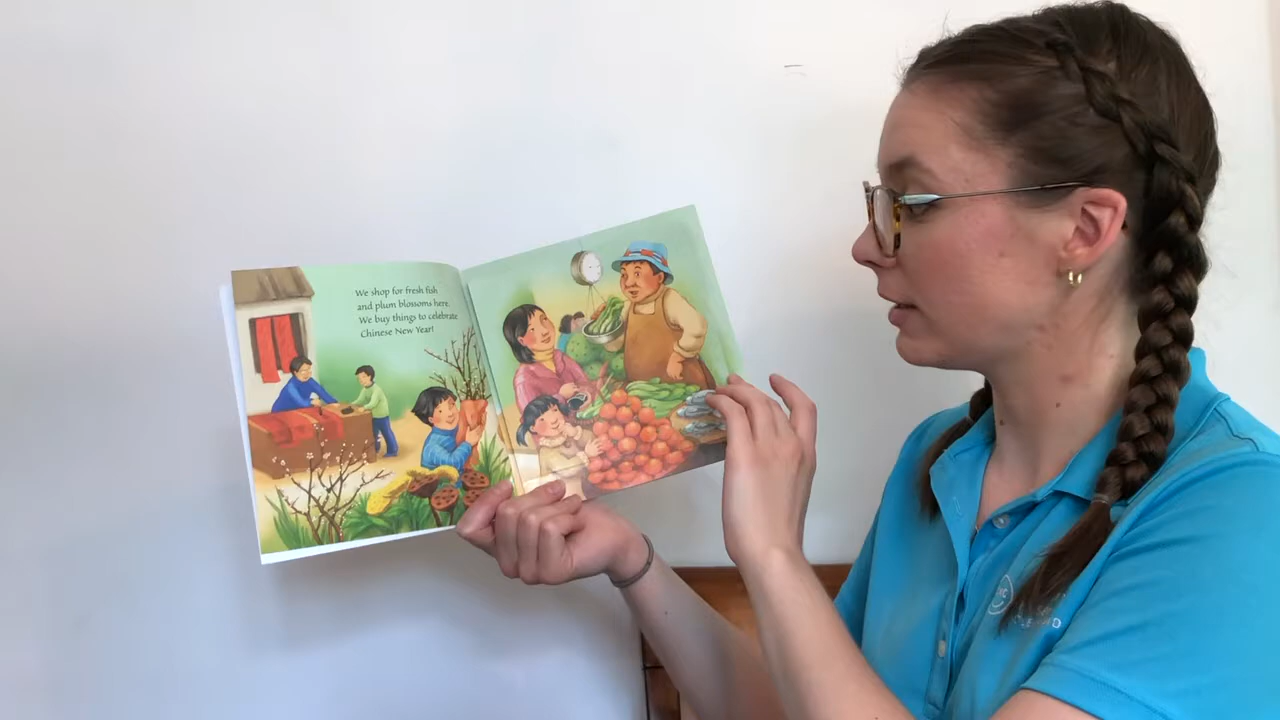 We shop for fresh fish
and plum blossoms here.
We buy things to celebrate
Chinese New Year!